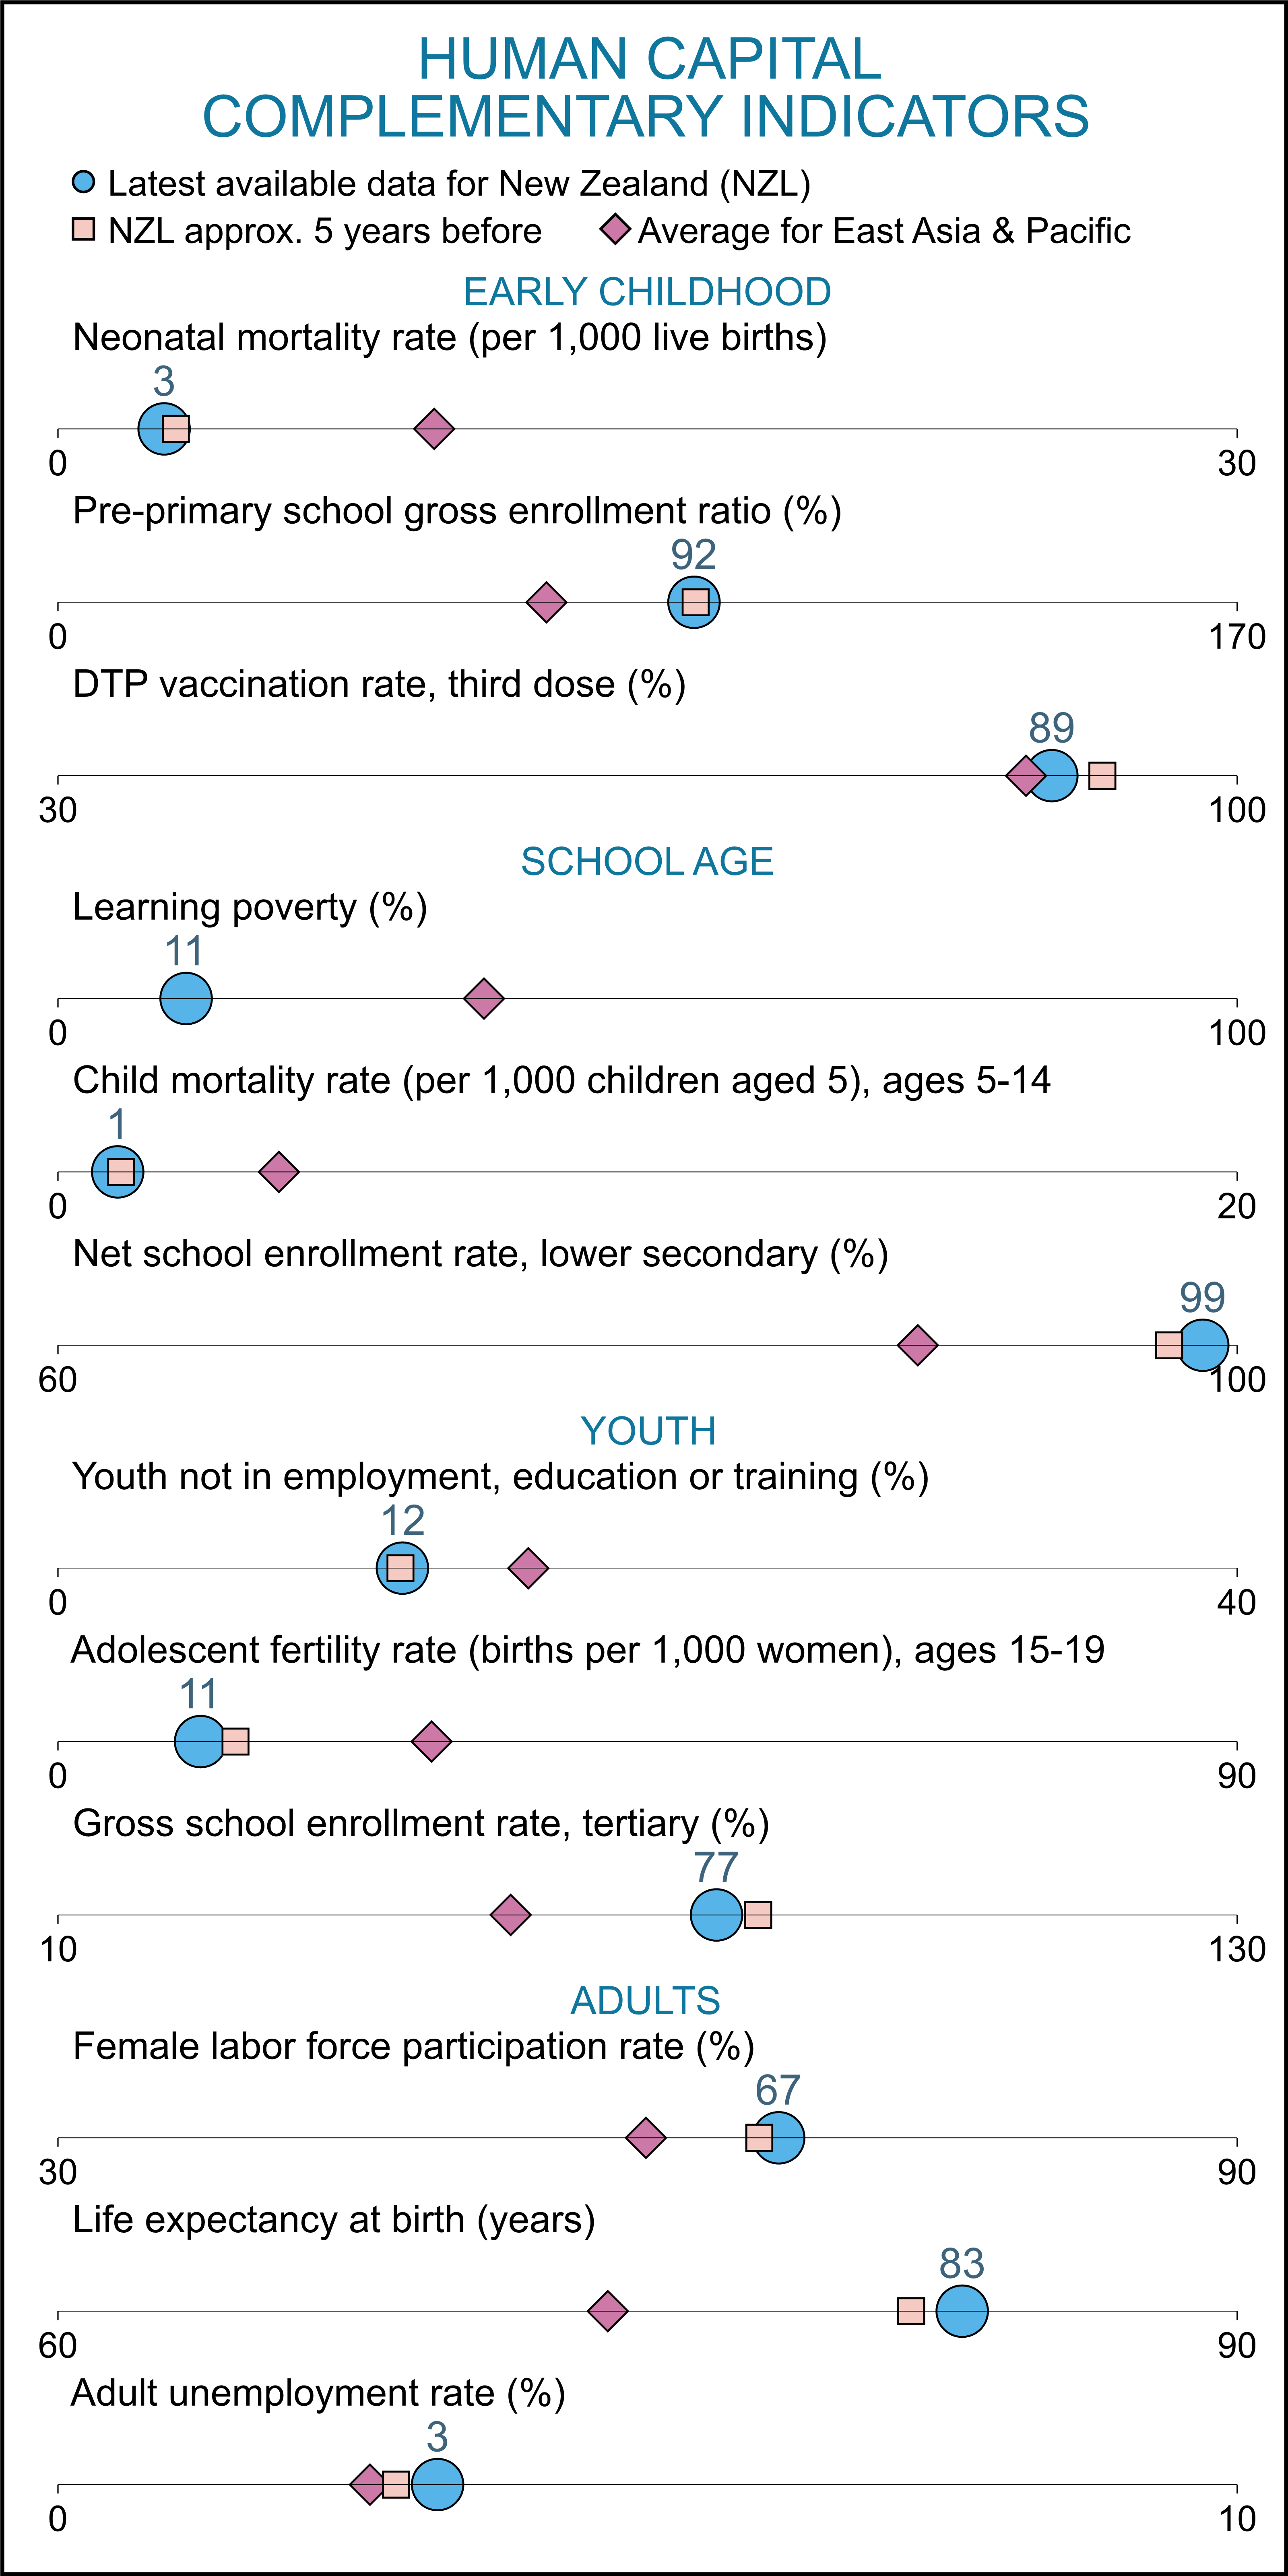 HUMAN CAPITAL
COMPLEMENTARY INDICATORS
Latest available data for New Zealand (NZL)
NZL approx. 5 years before Average for East Asia & Pacific
EARLY CHILDHOOD
Neonatal mortality rate (per 1,000 live births)
3
0 30
Pre-primary school gross enrollment ratio (%)
92
0 170
DTP vaccination rate, third dose (%)
89
30 100
SCHOOL AGE
Learning poverty (%)
11
0 100
Child mortality rate (per 1,000 children aged 5), ages 5-14
1
0 20
Net school enrollment rate, lower secondary (%)
99
60 100
YOUTH
Youth not in employment, education or training (%)
12
0 40
Adolescent fertility rate (births per 1,000 women), ages 15-19
11
0 90
Gross school enrollment rate, tertiary (%)
77
10 130
ADULTS
Female labor force participation rate (%)
67
30 90
Life expectancy at birth (years)
83
60 90
Adult unemployment rate (%)
3
0 10